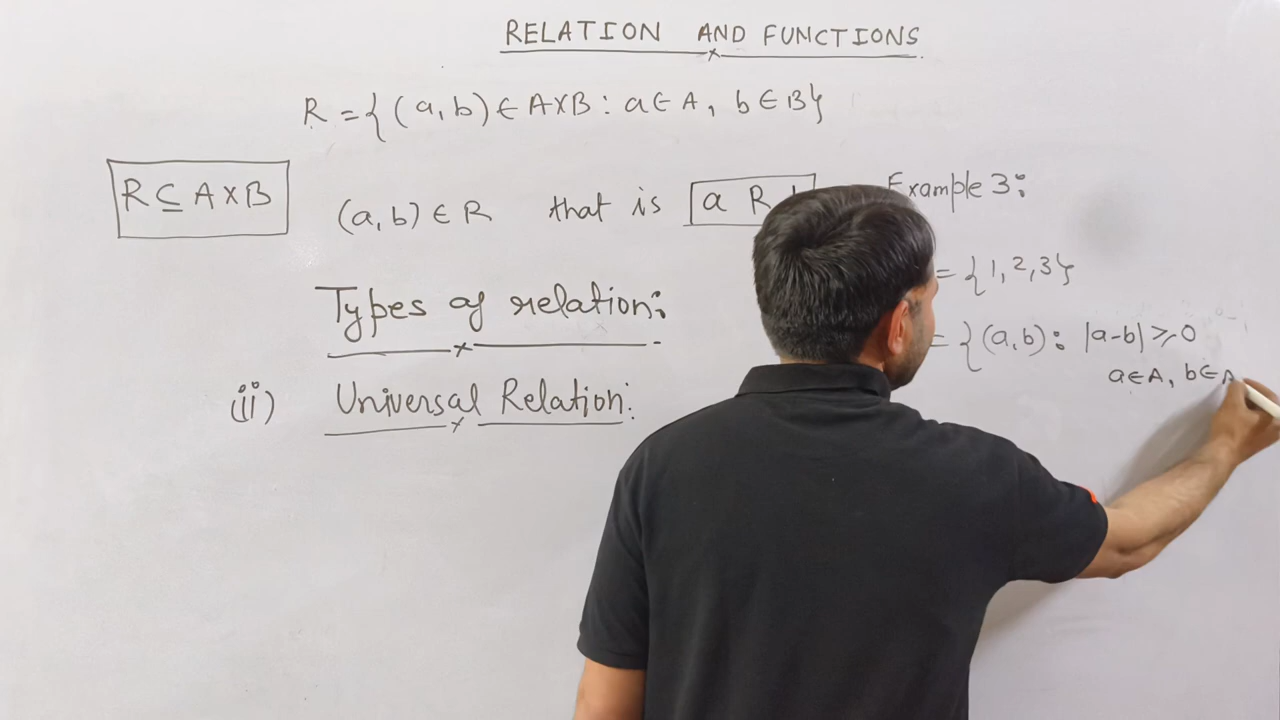 RELATION AND FUNCTIONS
R = {(a, b) ∈ A×B : a ∈ A, b ∈ B}
R ⊆ A×B
(a, b) ∈ R that is a R
Types of relation:
(ii) Universal Relation:
Example 3:
= {1, 2, 3}
= {(a, b) : |a-b| ≥ 0
a ∈ A, b ∈ A